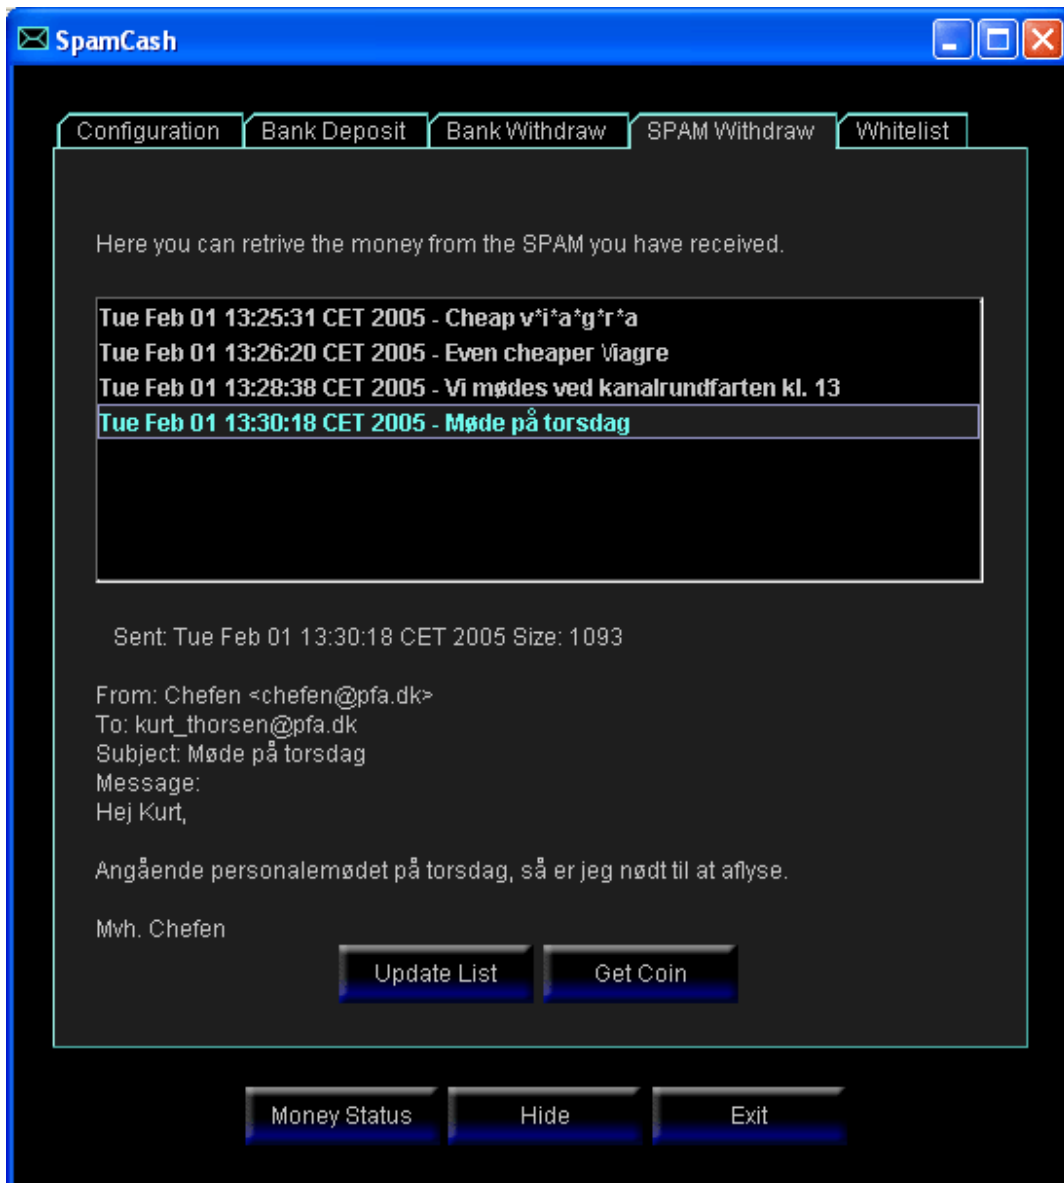 SpamCash
Configuration Bank Deposit Bank Withdraw SPAM Withdraw Whitelist
Here you can retrive the money from the SPAM you have received.
Tue Feb 01 13:25:31 CET 2005 - Cheap v*i*a*g*r*a
Tue Feb 01 13:26:20 CET 2005 - Even cheaper \/iagre
Tue Feb 01 13:28:38 CET 2005 - Vi mødes ved kanalrundfarten kl. 13
Tue Feb 01 13:30:18 CET 2005 - Møde på torsdag
Sent: Tue Feb 01 13:30:18 CET 2005 Size: 1093
From: Chefen <chefen@pfa.dk>
To: kurt_thorsen@pfa.dk
Subject: Møde på torsdag
Message:
Hej Kurt,
Angående personalemødet på torsdag, så er jeg nødt til at aflyse.
Mvh. Chefen
Update List Get Coin
Money Status Hide Exit